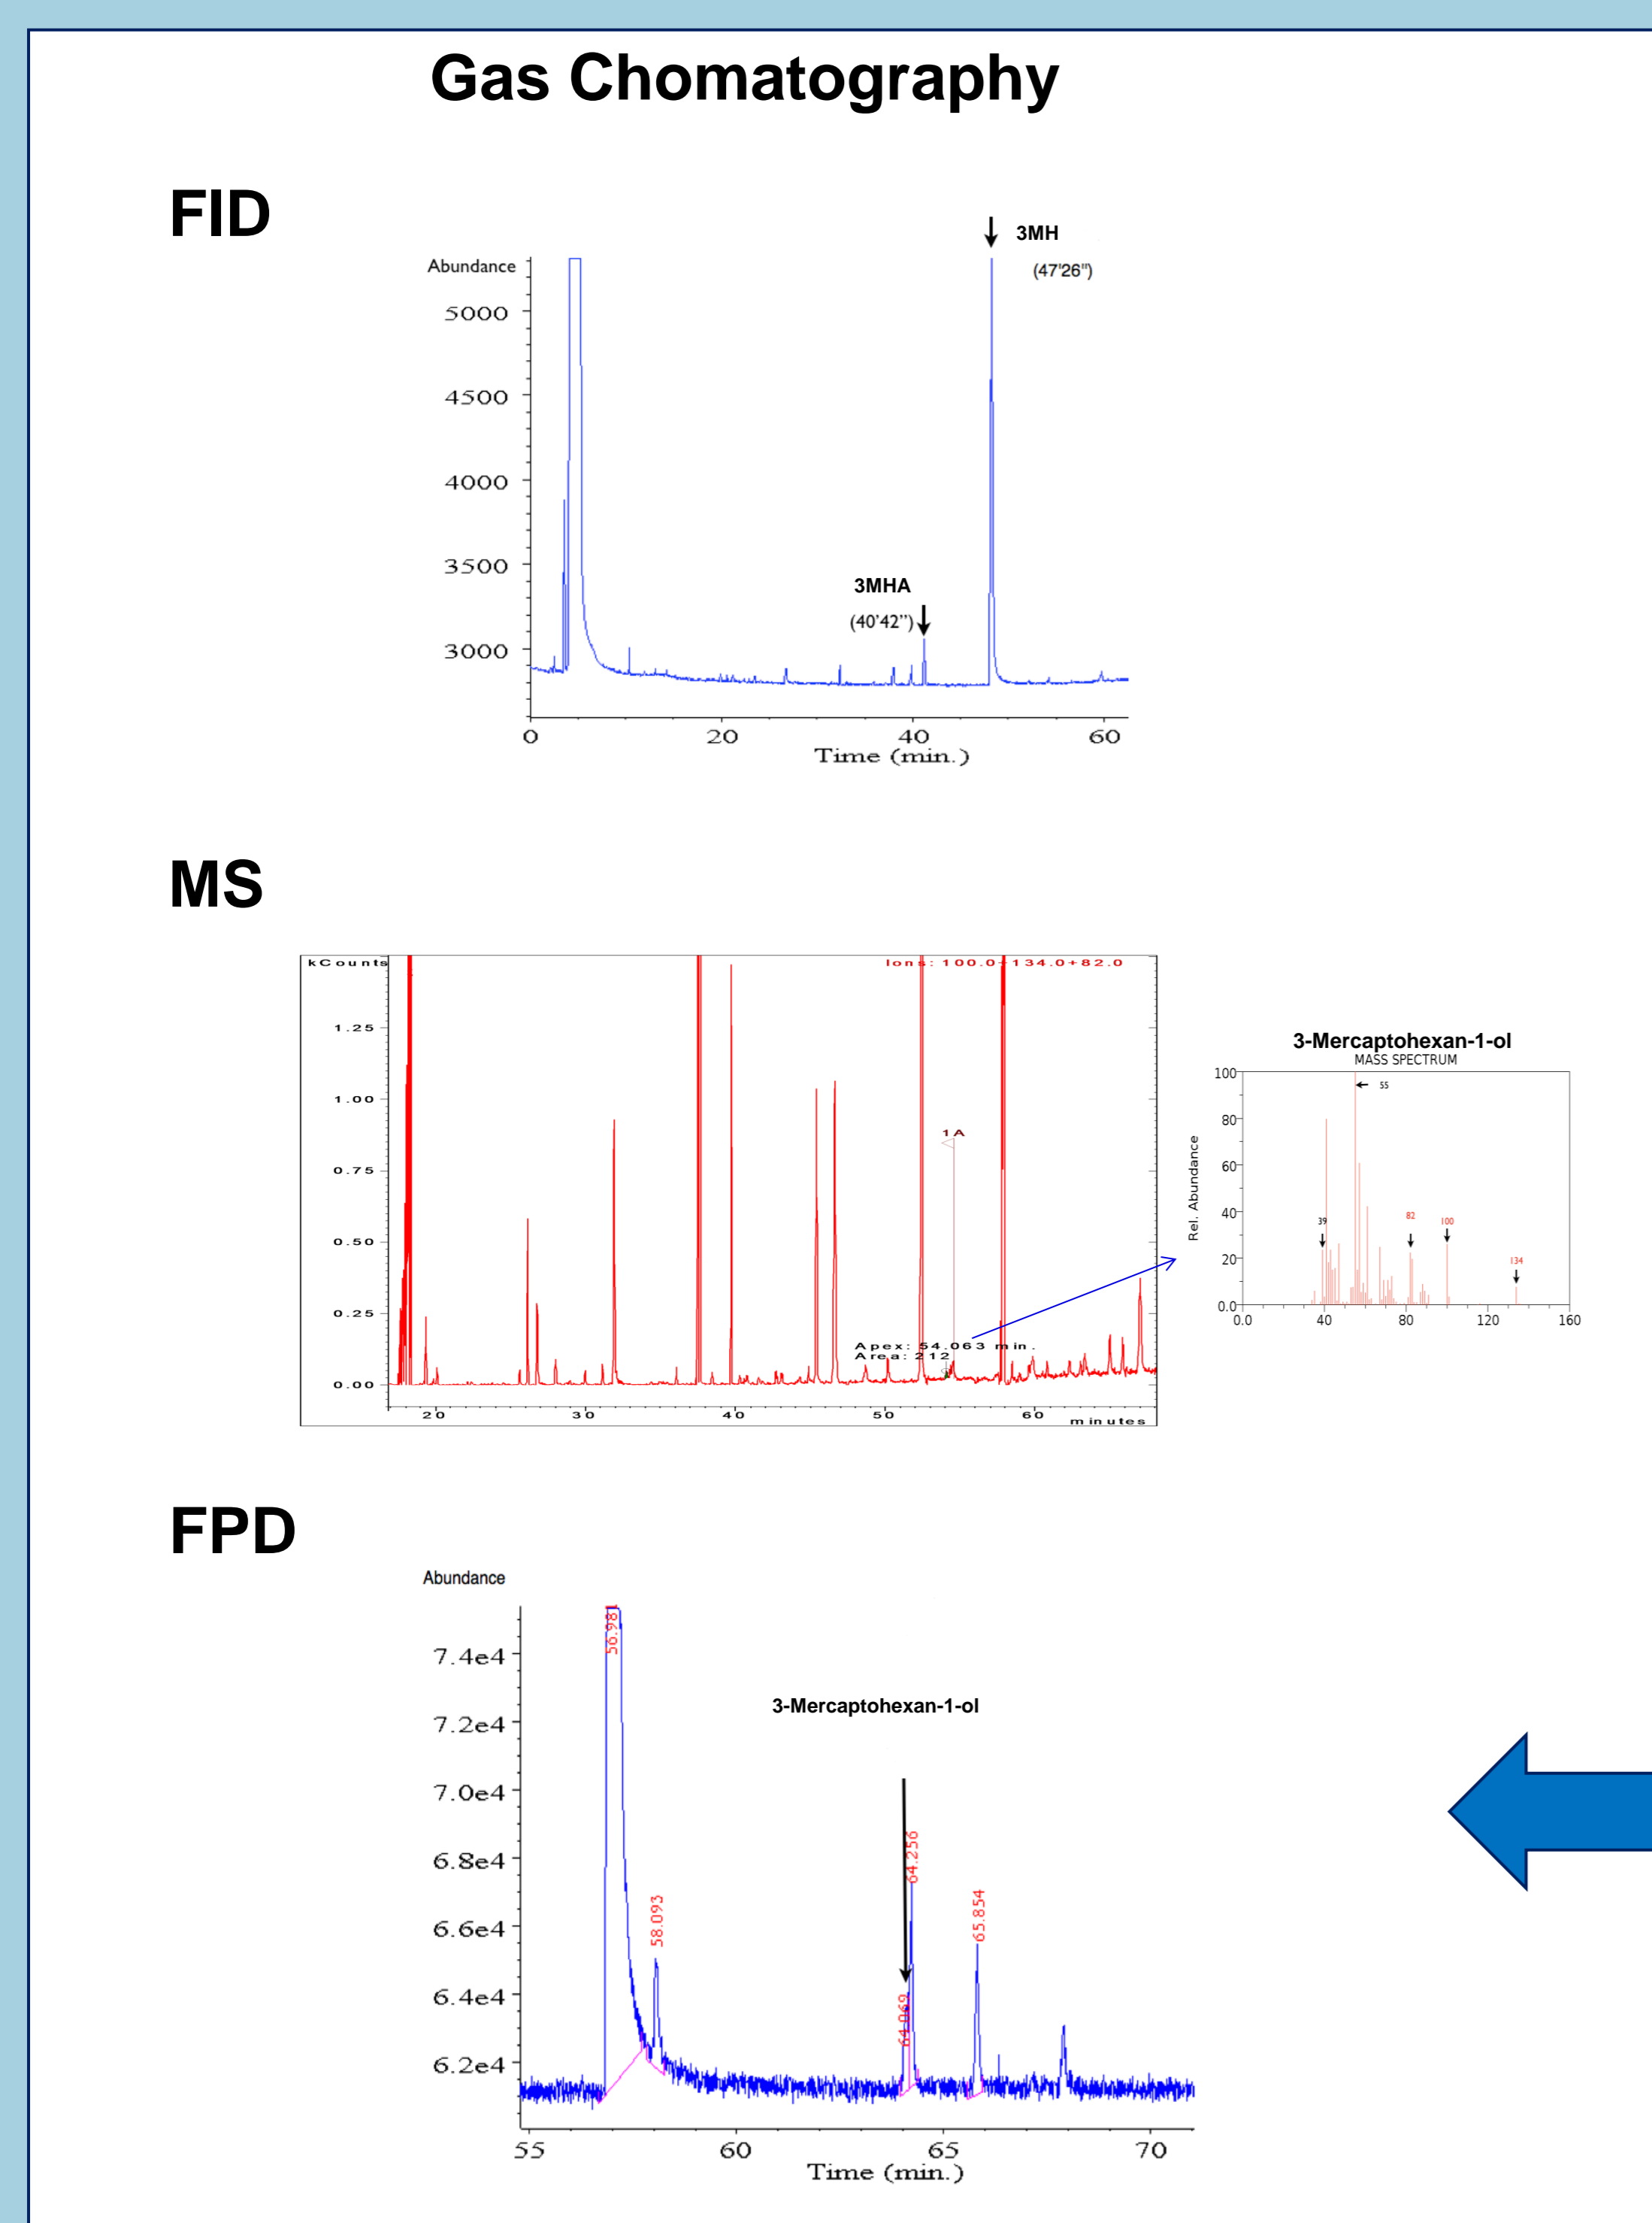 Gas Chomatography
FID
3MH
(47'26")
Abundance
5000
4500
4000
3500
3000
3MHA
(40'42")
0 20 40 60
Time (min.)
MS
kCounts
Ions: 100.0+134.0+82.0
1.25
1.00
0.75
0.50
0.25
0.00
1A
Apex: 54.063 min.
Area: 212
20 30 40 50 60
minutes
3-Mercaptohexan-1-ol
MASS SPECTRUM
Rel. Abundance
100
80
60
40
20
0.0
55
39
82
100
134
0.0 40 80 120 160
FPD
Abundance
7.4e4
7.2e4
7.0e4
6.8e4
6.6e4
6.4e4
6.2e4
56.981
58.093
3-Mercaptohexan-1-ol
64.069
64.256
65.854
55 60 65 70
Time (min.)